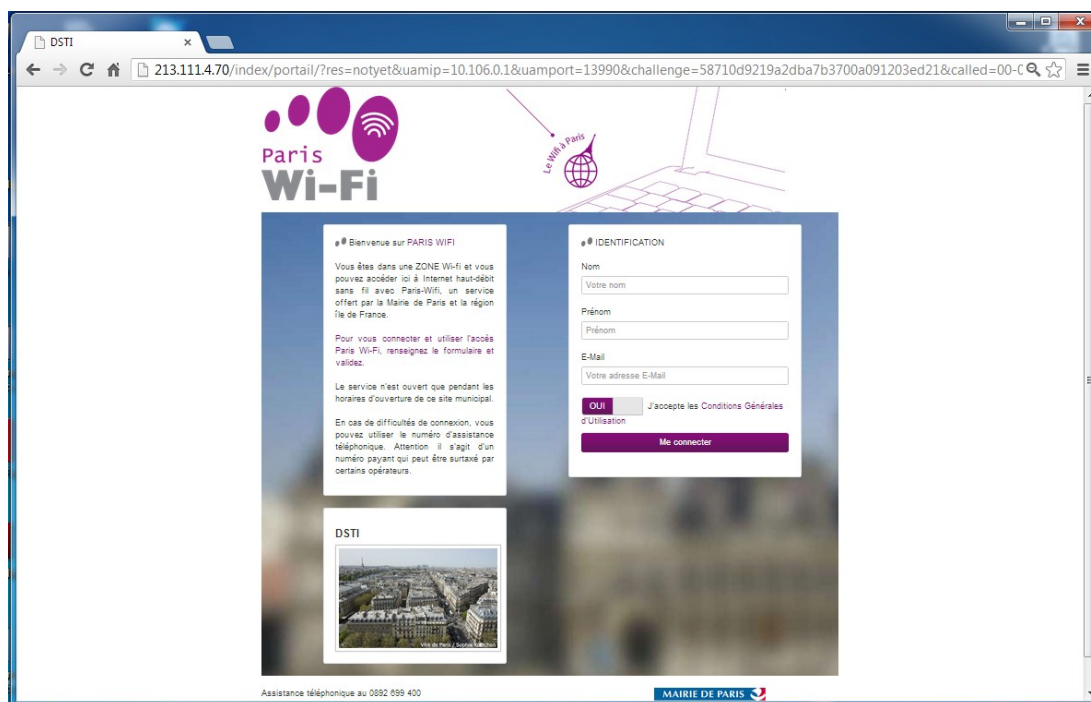 DSTI
213.111.4.70/index/portail/?res=notyet&uamip=10.106.0.1&uamport=13990&challenge=58710d9219a2dba7b3700a091203ed21&called=00-0
Paris
Wi-Fi
Le Wifi à Paris
Bienvenue sur PARIS WIFI
Vous êtes dans une ZONE Wi-fi et vous
pouvez accéder ici à Internet haut-débit
sans fil avec Paris-Wifi, un service
offert par la Mairie de Paris et la région
île de France.
Pour vous connecter et utiliser l'accès
Paris Wi-Fi, renseignez le formulaire et
validez.
Le service n'est ouvert que pendant les
horaires d'ouverture de ce site municipal.
En cas de difficultés de connexion, vous
pouvez utiliser le numéro d'assistance
téléphonique. Attention il s'agit d'un
numéro payant qui peut être surtaxé par
certains opérateurs.
IDENTIFICATION
Nom
Votre nom
Prénom
Prénom
E-Mail
Votre adresse E-Mail
OUI J'accepte les Conditions Générales
d'Utilisation
Me connecter
DSTI
Assistance téléphonique au 0892 699 400
MAIRIE DE PARIS